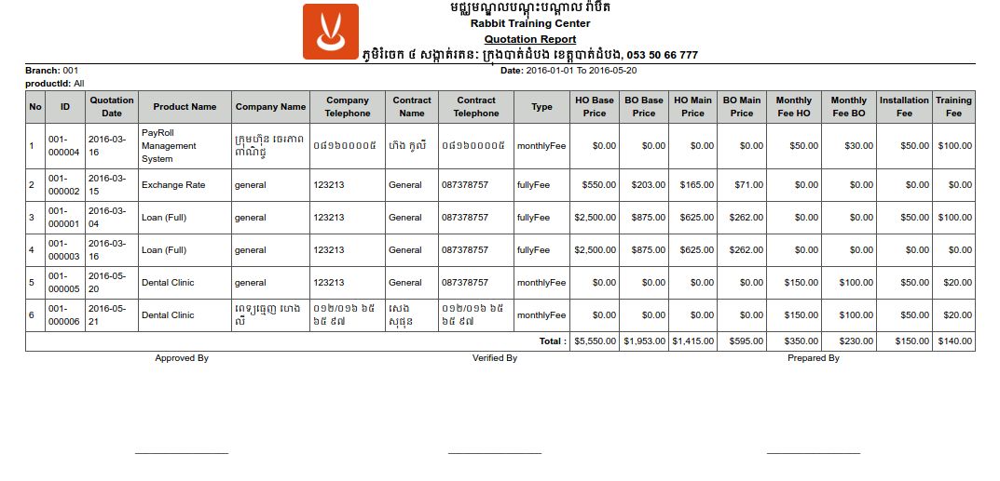 មជ្ឈមណ្ឌលបណ្តុះបណ្តាល រ៉ាប៊ីត
Rabbit Training Center
Quotation Report
ភូមិរំចេក ៤ សង្កាត់រតនៈ ក្រុងបាត់ដំបង ខេត្តបាត់ដំបង, 053 50 66 777
Branch: 001 Date: 2016-01-01 To 2016-05-20
productId: All
No ID Quotation Date Product Name Company Name Company Telephone Contract Name Contract Telephone Type HO Base Price BO Base Price HO Main Price BO Main Price Monthly Fee HO Monthly Fee BO Installation Fee Training Fee
1 001-000004 2016-03-16 PayRoll Management System ក្រុមហ៊ុន ចេរភាព ពាណិជ្ជ ០៨១៦០០០០៥ ហ៊ង កូលី ០៨១៦០០០០៥ monthlyFee $0.00 $0.00 $0.00 $0.00 $50.00 $30.00 $50.00 $100.00
2 001-000002 2016-03-15 Exchange Rate general 123213 General 087378757 fullyFee $550.00 $203.00 $165.00 $71.00 $0.00 $0.00 $50.00 $0.00
3 001-000001 2016-03-04 Loan (Full) general 123213 General 087378757 fullyFee $2,500.00 $875.00 $625.00 $262.00 $0.00 $0.00 $50.00 $100.00
4 001-000003 2016-03-16 Loan (Full) general 123213 General 087378757 fullyFee $2,500.00 $875.00 $625.00 $262.00 $0.00 $0.00 $0.00 $0.00
5 001-000005 2016-05-20 Dental Clinic general 123213 General 087378757 monthlyFee $0.00 $0.00 $0.00 $0.00 $150.00 $100.00 $50.00 $20.00
6 001-000006 2016-05-21 Dental Clinic ពេទ្យធ្មេញ ហេង លី ០១២/០១៦ ៦៥ ៦៥ ៩៧ សេង សុផុន ០១២/០១៦ ៦៥ ៦៥ ៩៧ monthlyFee $0.00 $0.00 $0.00 $0.00 $150.00 $100.00 $50.00 $20.00
Total : $5,550.00 $1,953.00 $1,415.00 $595.00 $350.00 $230.00 $150.00 $140.00
Approved By Verified By Prepared By